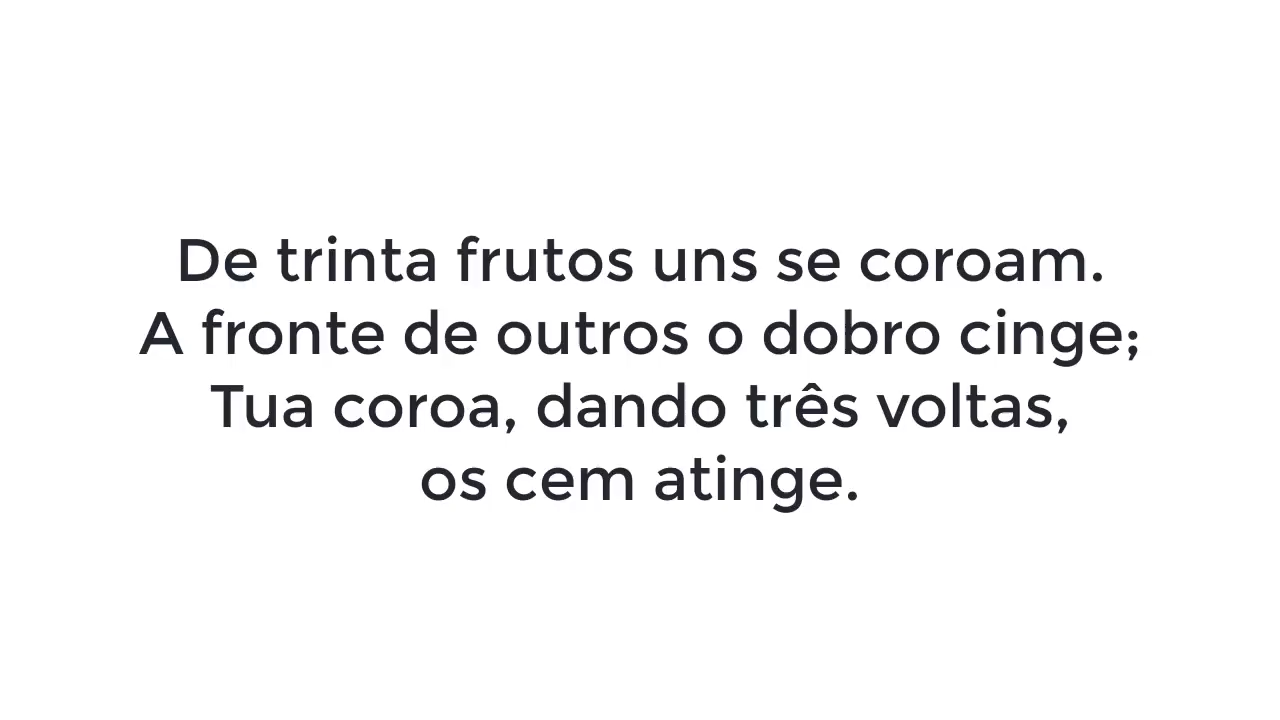 De trinta frutos uns se coroam.
A fronte de outros o dobro cinge;
Tua coroa, dando três voltas,
os cem atinge.